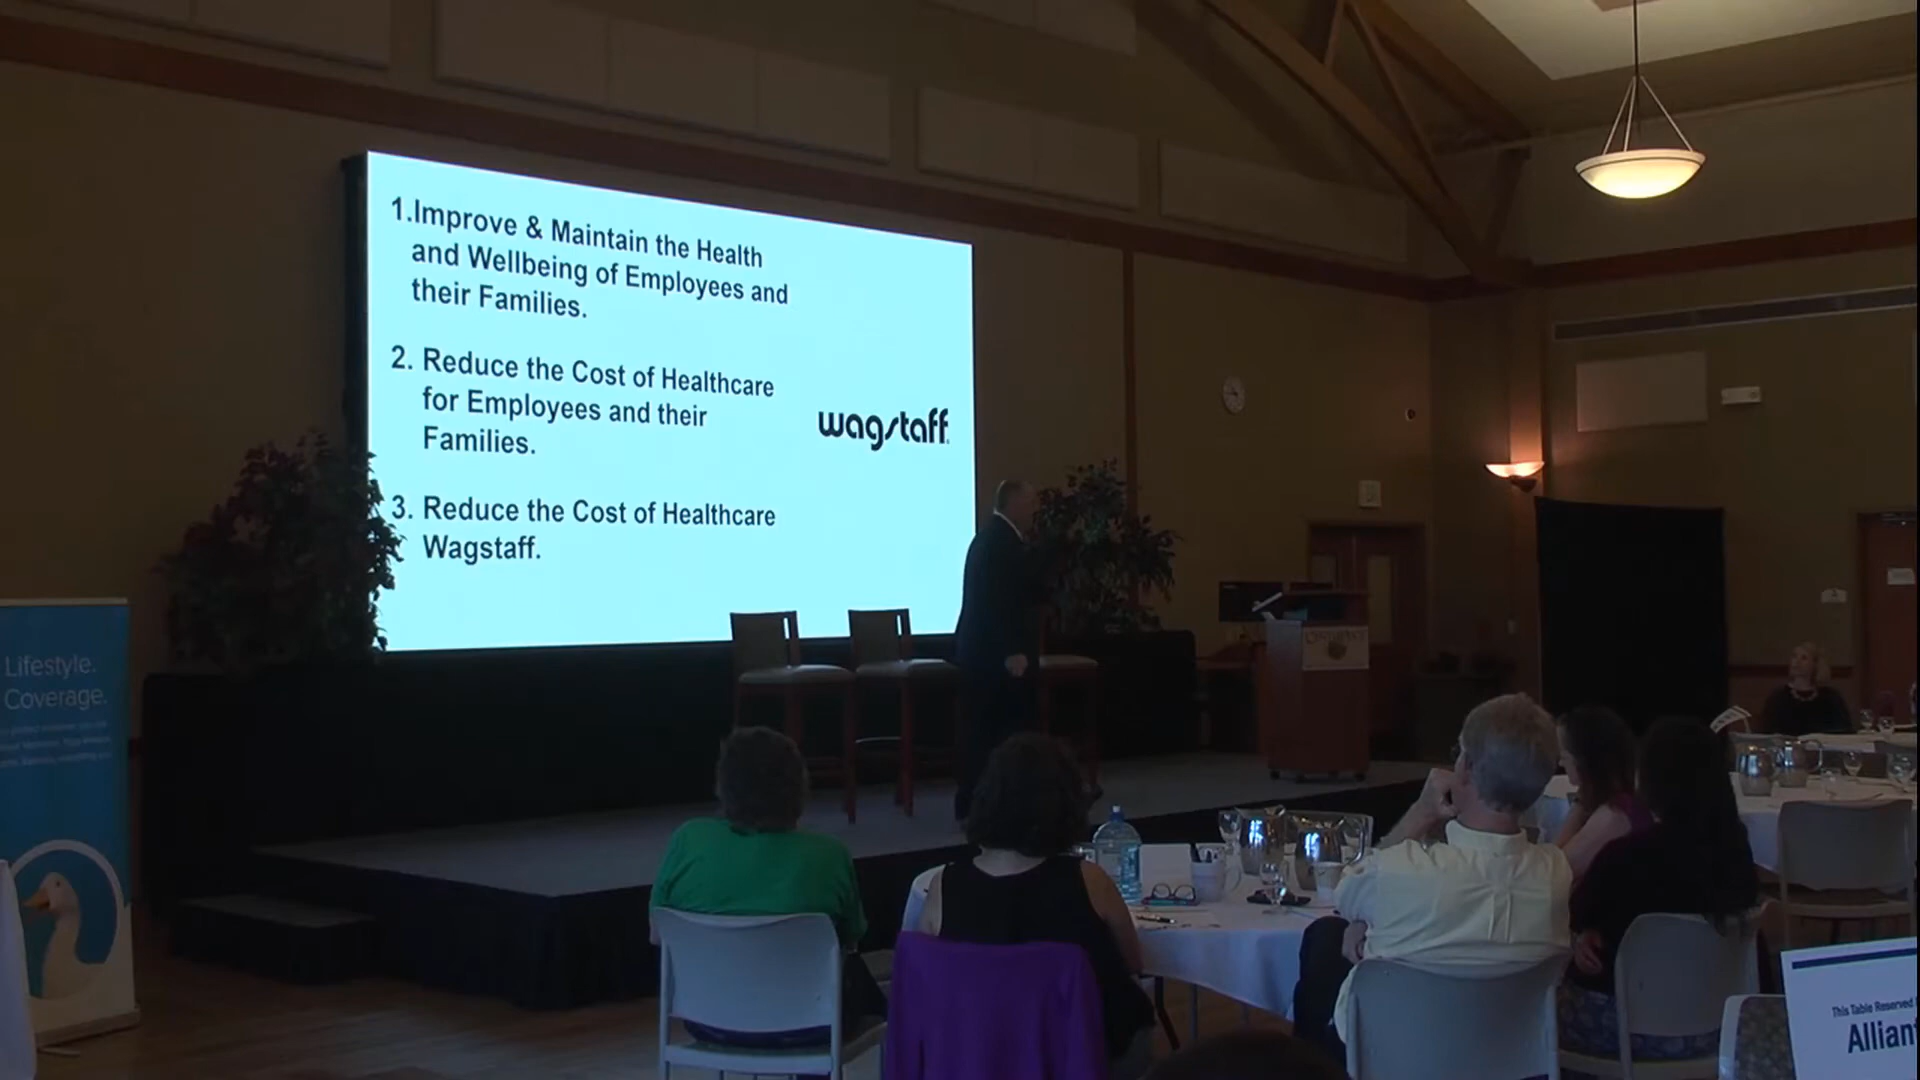 1.Improve & Maintain the Health
and Wellbeing of Employees and
their Families.
2. Reduce the Cost of Healthcare
for Employees and their
Families.
3. Reduce the Cost of Healthcare
Wagstaff.
wagstaff
Lifestyle.
Coverage.
This Table Reserved
Allian